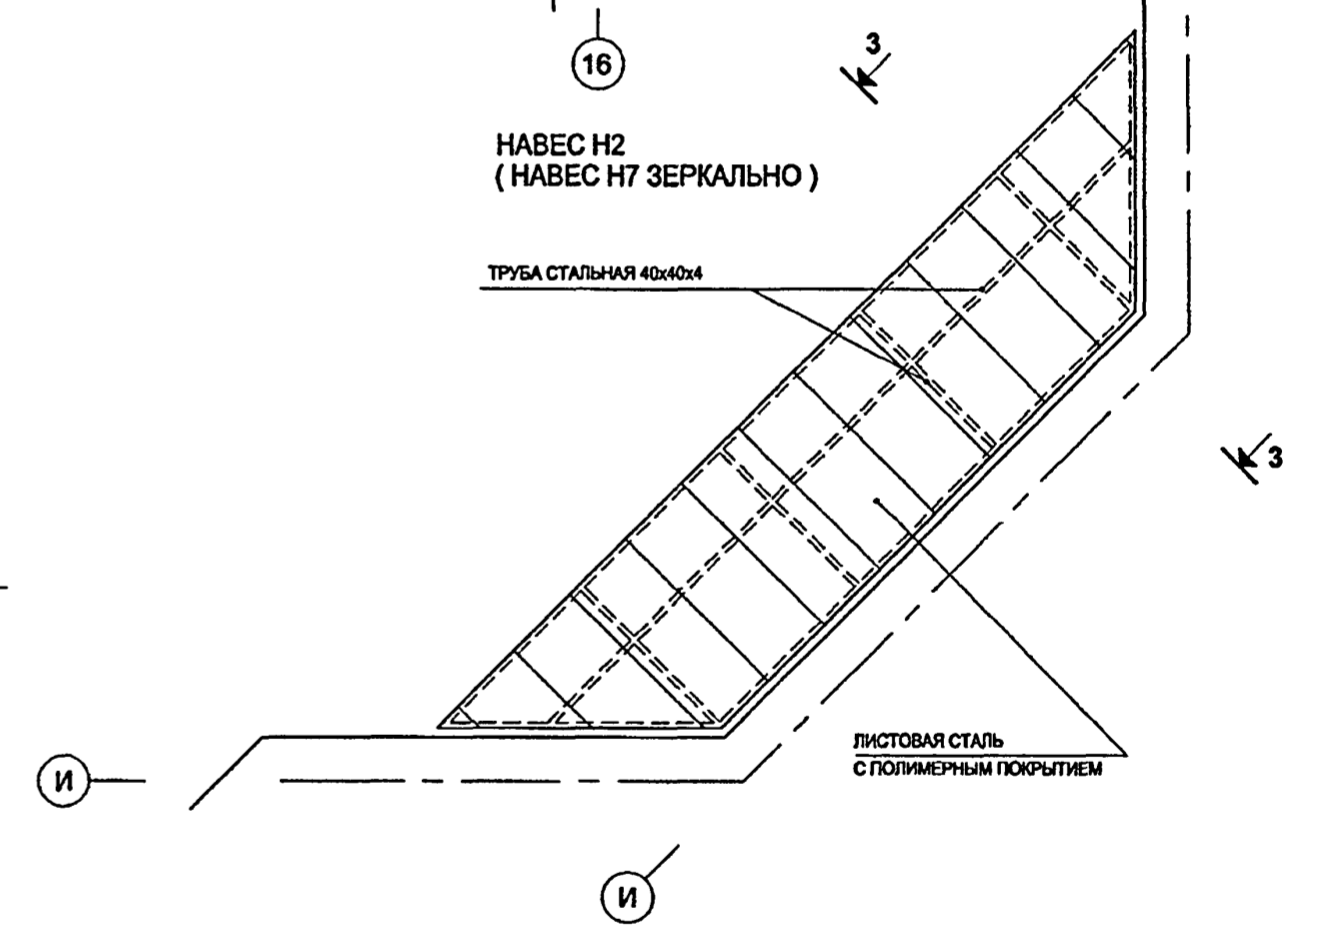 16
3
НАВЕС Н2
( НАВЕС Н7 ЗЕРКАЛЬНО )
ТРУБА СТАЛЬНАЯ 40х40х4
3
ЛИСТОВАЯ СТАЛЬ
С ПОЛИМЕРНЫМ ПОКРЫТИЕМ
И
И